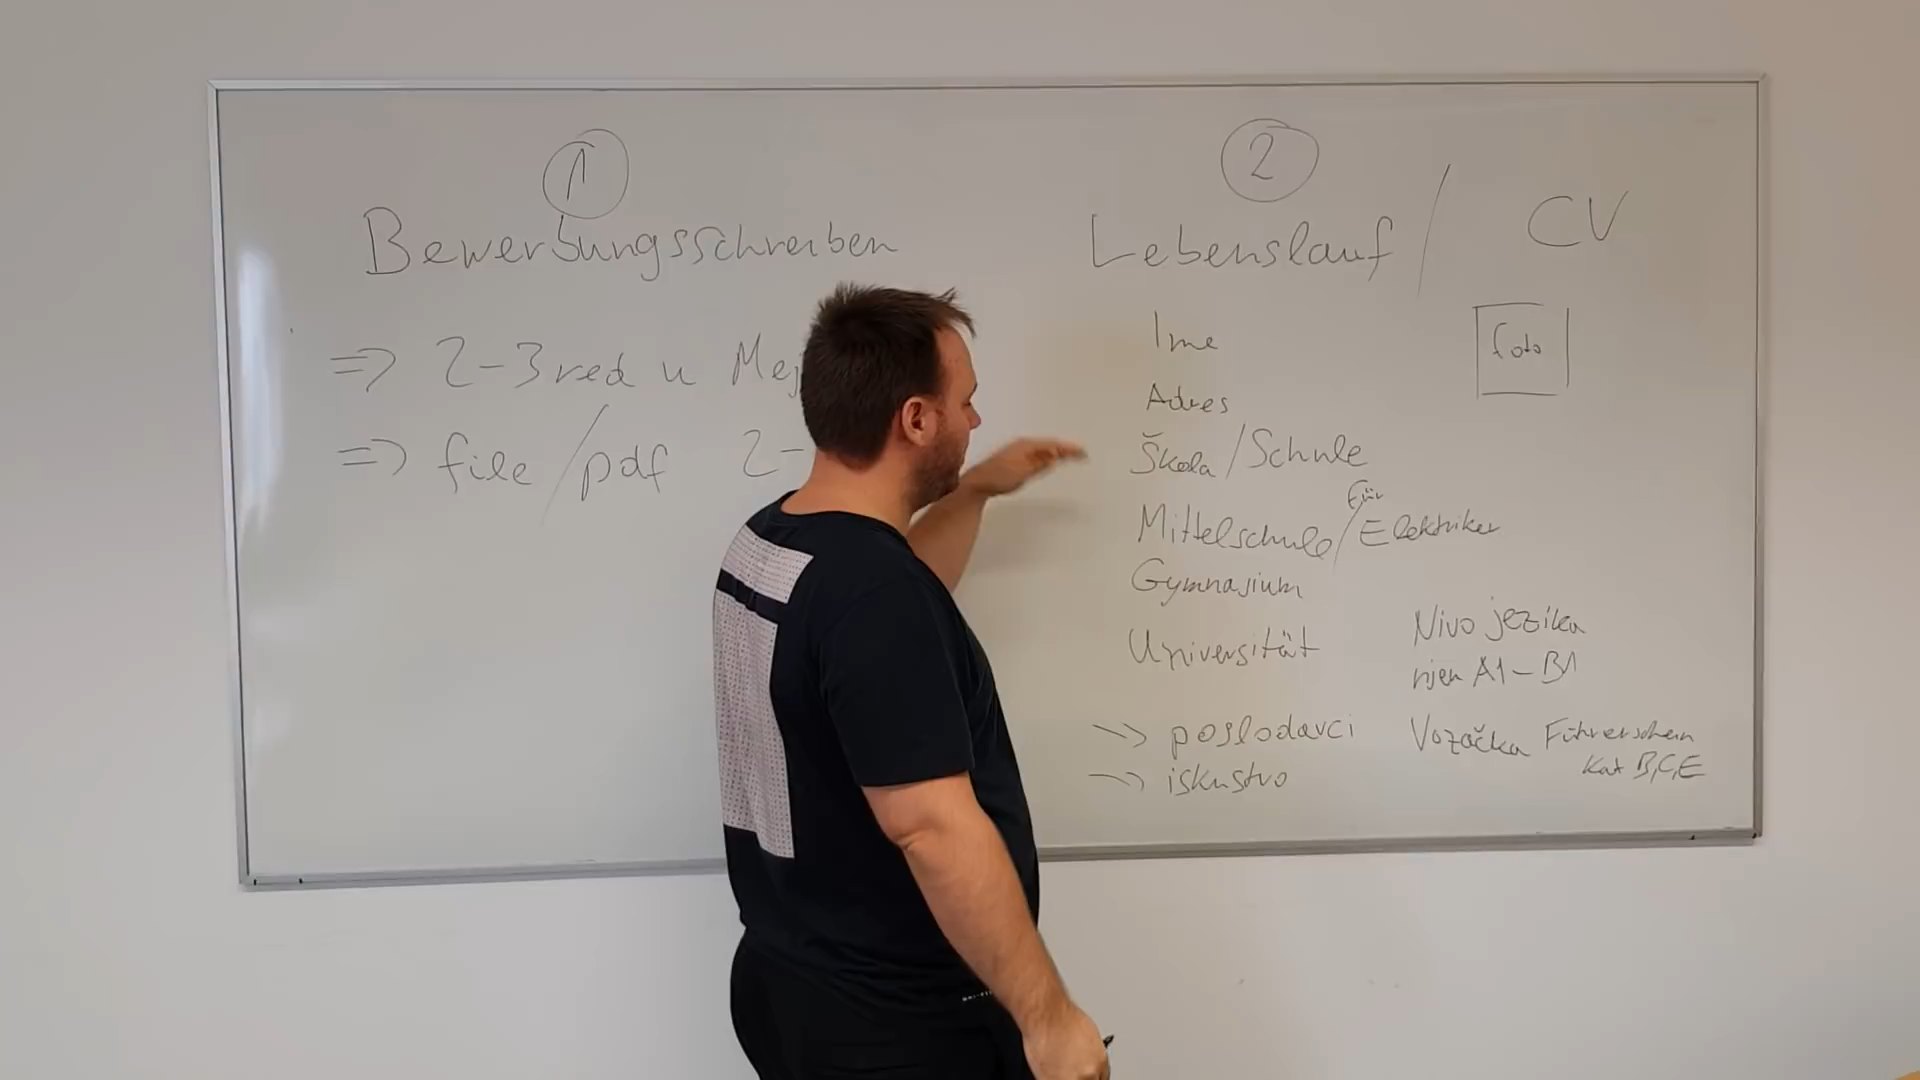 1
Bewerbungsschreiben
=> 2-3 red u Mej
=> file/pdf 2-
2
Lebenslauf / CV
Ime
foto
Adres
Škola/Schule
Mittelschule/für Elektriker
Gymnasium
Universität
Nivo jezika
njem A1-B1
-> poslodavci
-> iskustvo
Vozačka Führerschein
Kat B,C,E